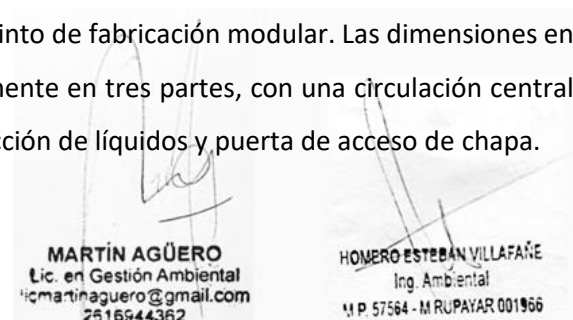 into de fabricación modular. Las dimensiones en
ente en tres partes, con una circulación central
cción de líquidos y puerta de acceso de chapa.
MARTÍN AGÜERO
Lic. en Gestión Ambiental
licmartinaguero@gmail.com
2616944362
HOMERO ESTEBAN VILLAFAÑE
Ing. Ambiental
M P. 57564 - M RUPAYAR 001966